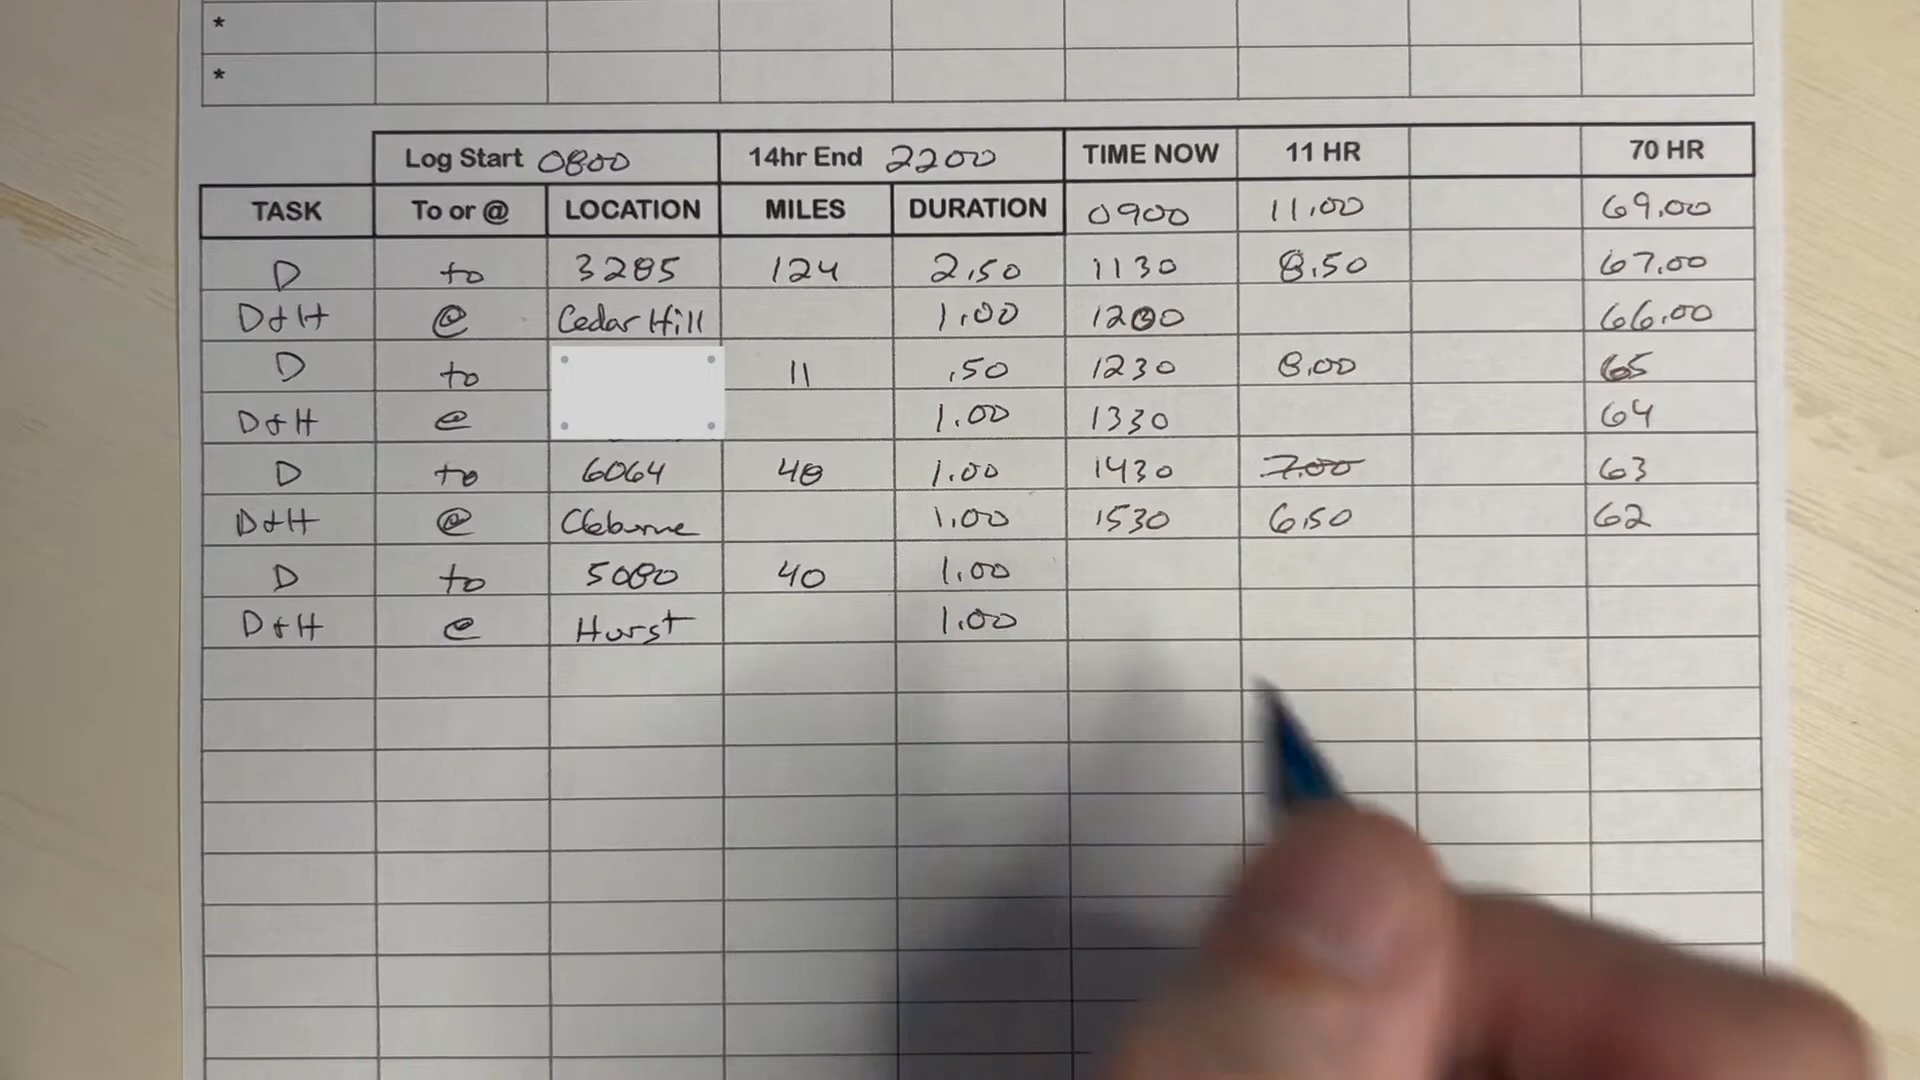 *
*
Log Start 0800 14hr End 2200 TIME NOW 11 HR 70 HR
TASK To or @ LOCATION MILES DURATION 0900 11.00 69.00
D to 3285 124 2.50 1130 8.50 67.00
D+H @ Cedar Hill 1.00 1200 66.00
D to 11 .50 1230 8.00 65
D+H @ 1.00 1330 64
D to 6064 48 1.00 1430 7.00 63
D+H @ Cleburne 1.00 1530 6.50 62
D to 5080 40 1.00
D+H @ Hurst 1.00